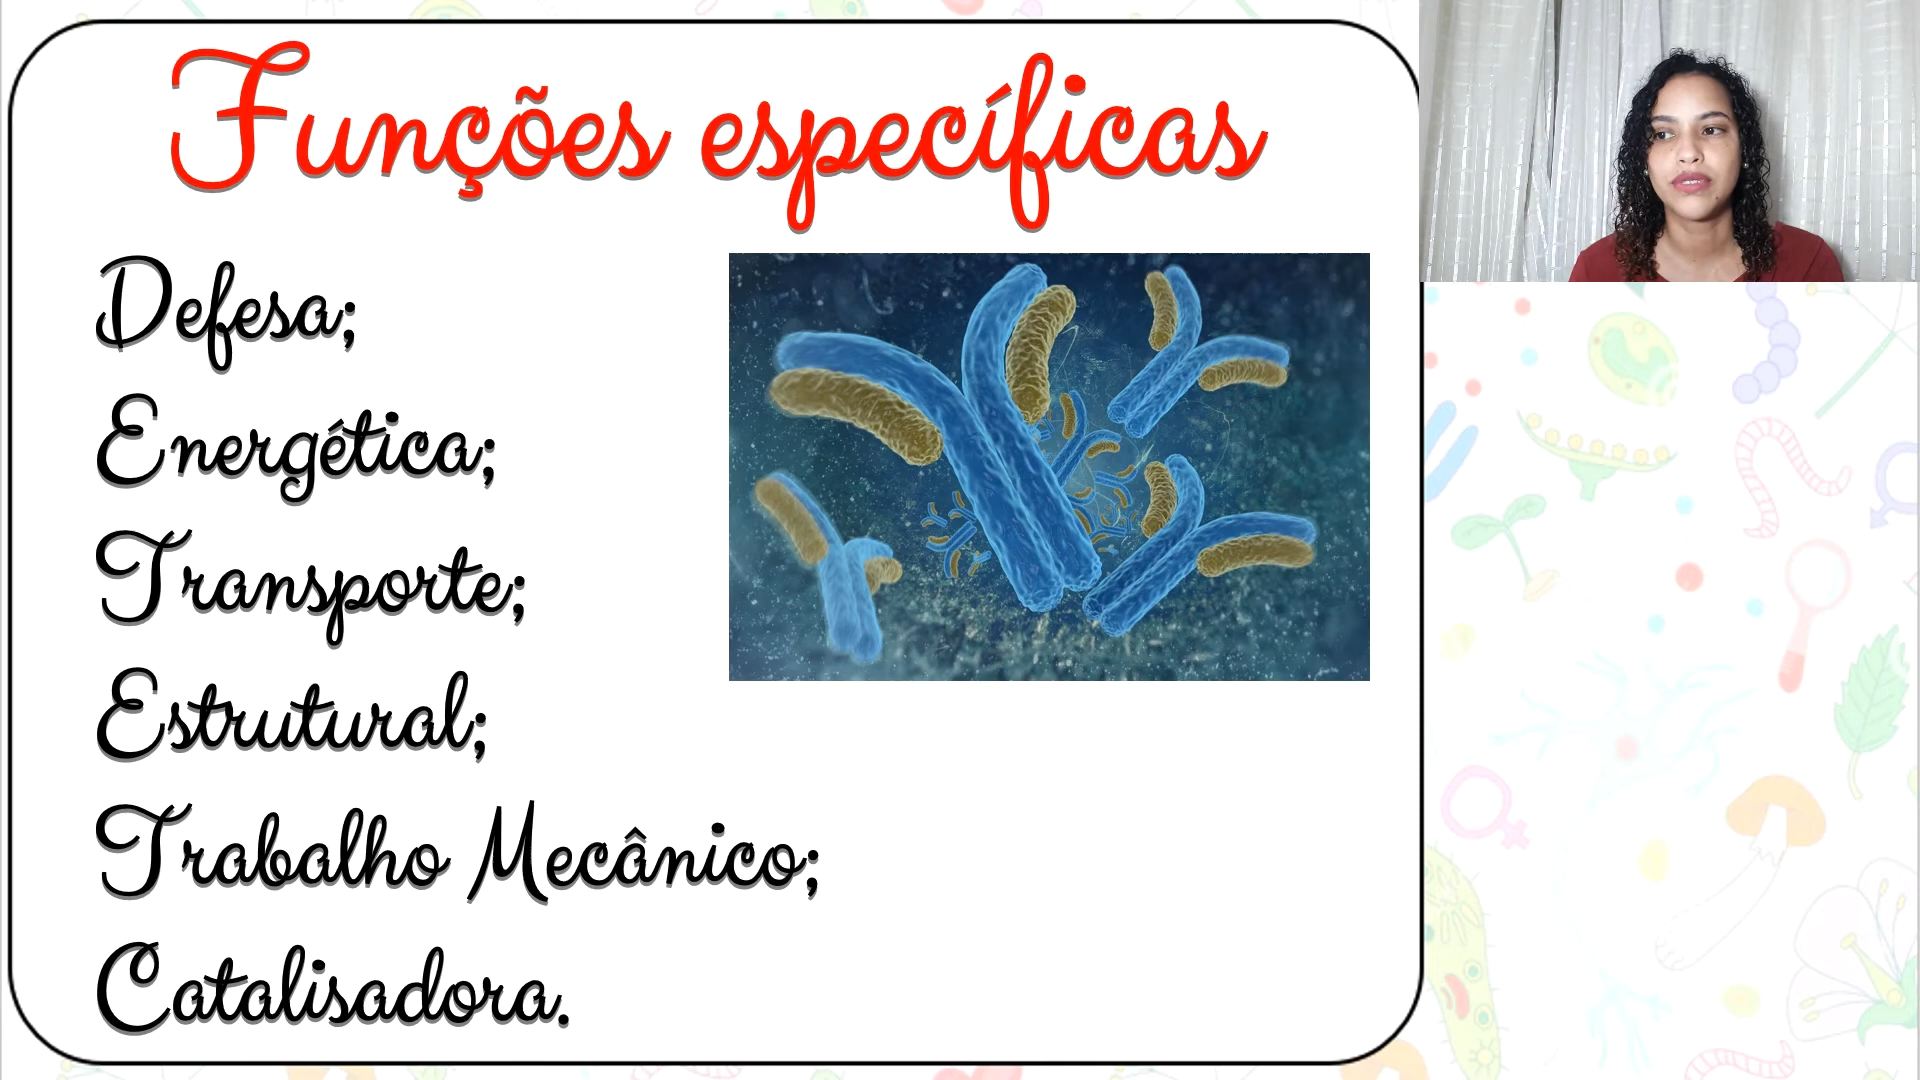 Funções específicas
Defesa;
Energética;
Transporte;
Estrutural;
Trabalho Mecânico;
Catalisadora.